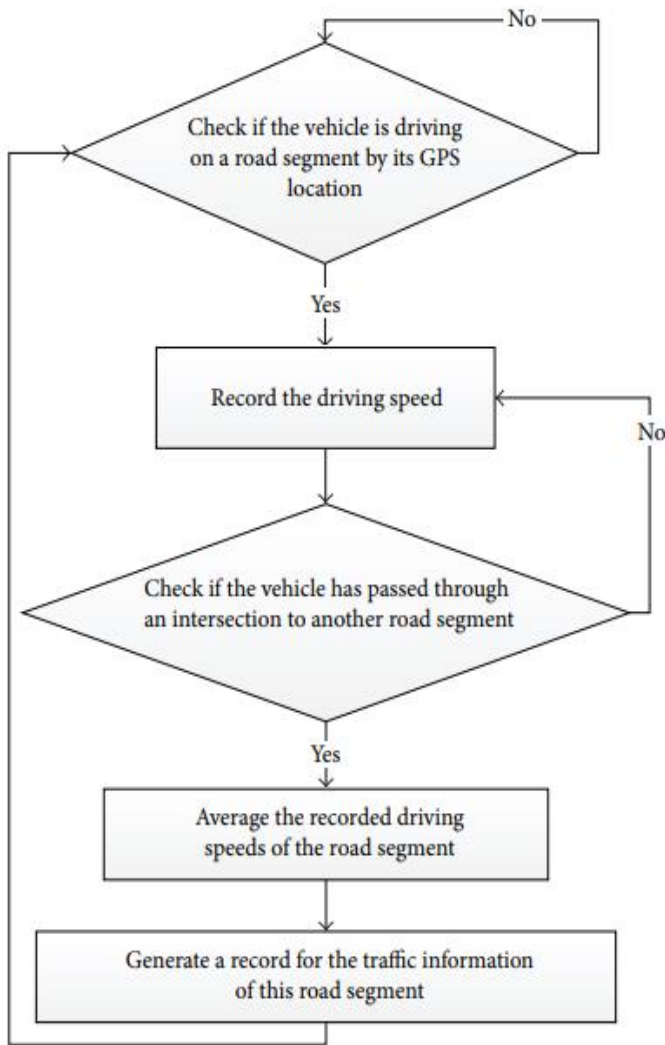 No
Check if the vehicle is driving
on a road segment by its GPS
location
Yes
Record the driving speed
No
Check if the vehicle has passed through
an intersection to another road segment
Yes
Average the recorded driving
speeds of the road segment
Generate a record for the traffic information
of this road segment